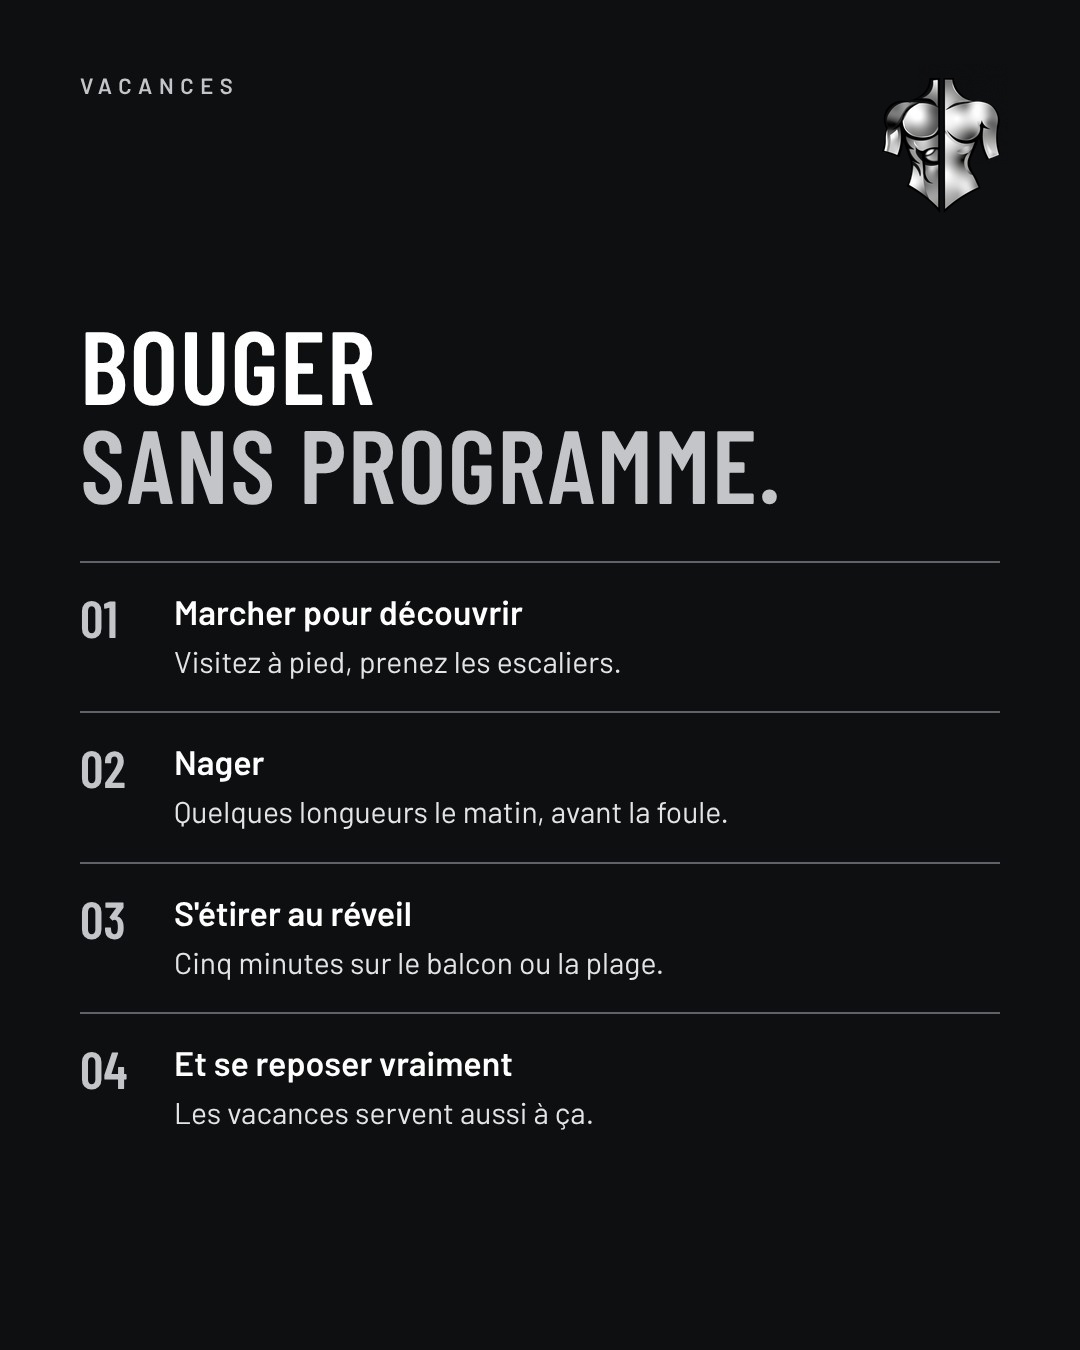 VACANCES
BOUGER
SANS PROGRAMME.
01
Marcher pour découvrir
Visitez à pied, prenez les escaliers.
02
Nager
Quelques longueurs le matin, avant la foule.
03
S'étirer au réveil
Cinq minutes sur le balcon ou la plage.
04
Et se reposer vraiment
Les vacances servent aussi à ça.